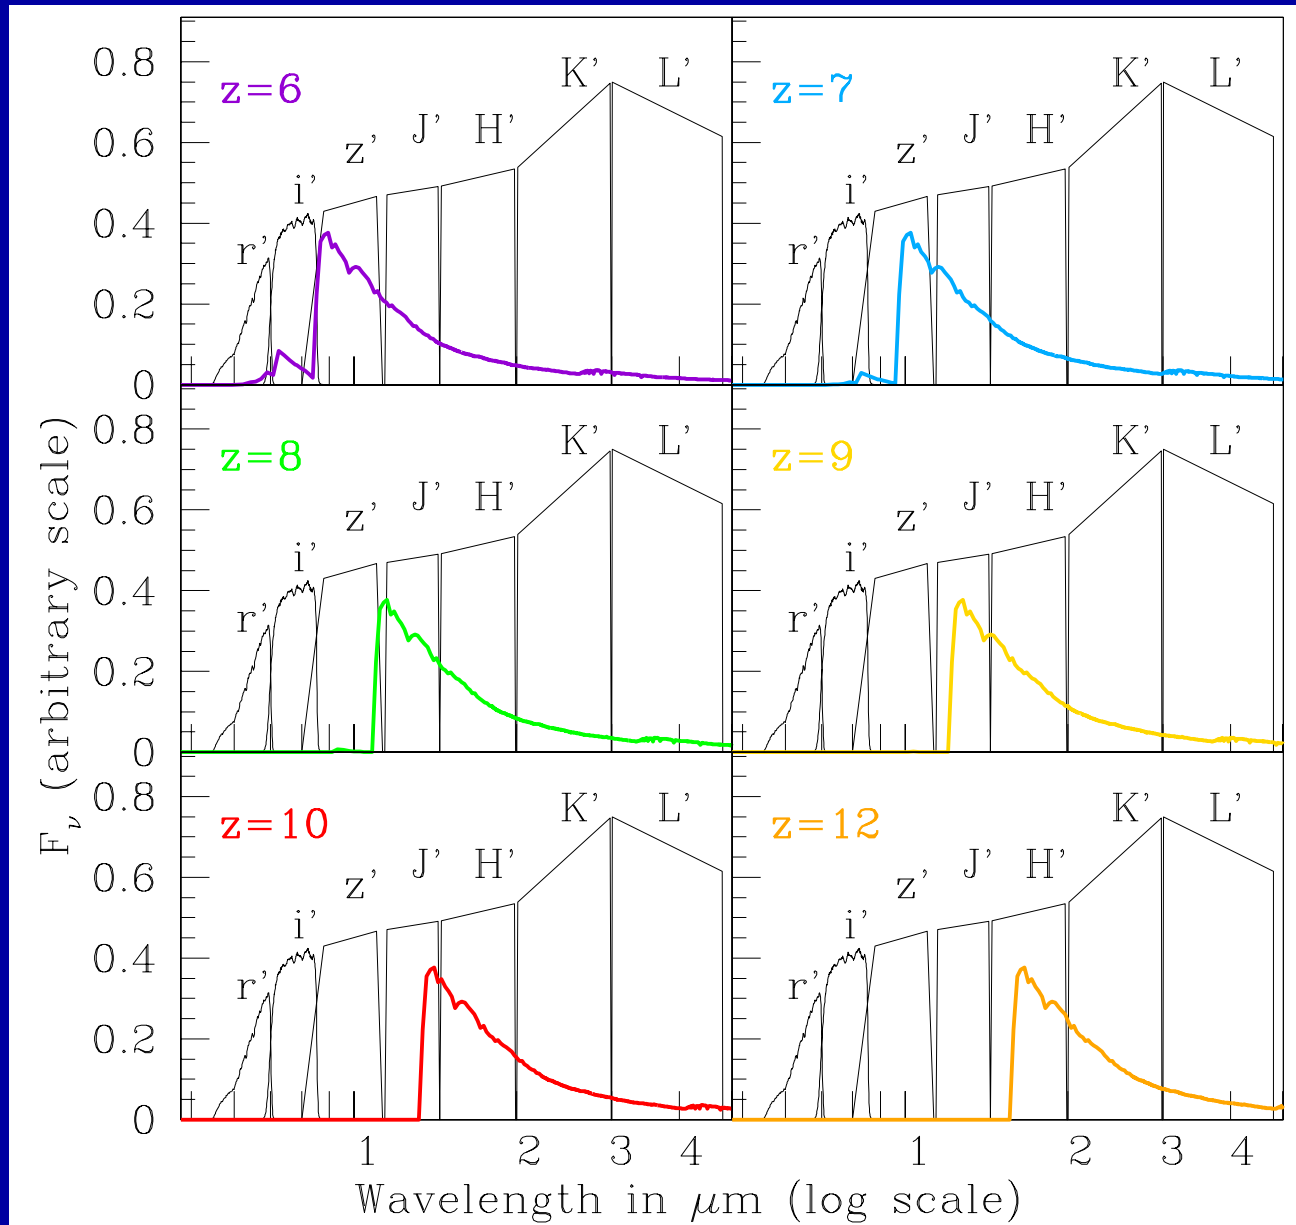 0.8
0.6
0.4
0.2
0
z=6
r'
i'
z'
J'
H'
K'
L'
z=7
r'
i'
z'
J'
H'
K'
L'
0.8
0.6
0.4
0.2
0
z=8
r'
i'
z'
J'
H'
K'
L'
z=9
r'
i'
z'
J'
H'
K'
L'
0.8
0.6
0.4
0.2
0
z=10
r'
i'
z'
J'
H'
K'
L'
z=12
r'
i'
z'
J'
H'
K'
L'
0
1 2 3 4
1 2 3 4
Fν (arbitrary scale)
Wavelength in μm (log scale)